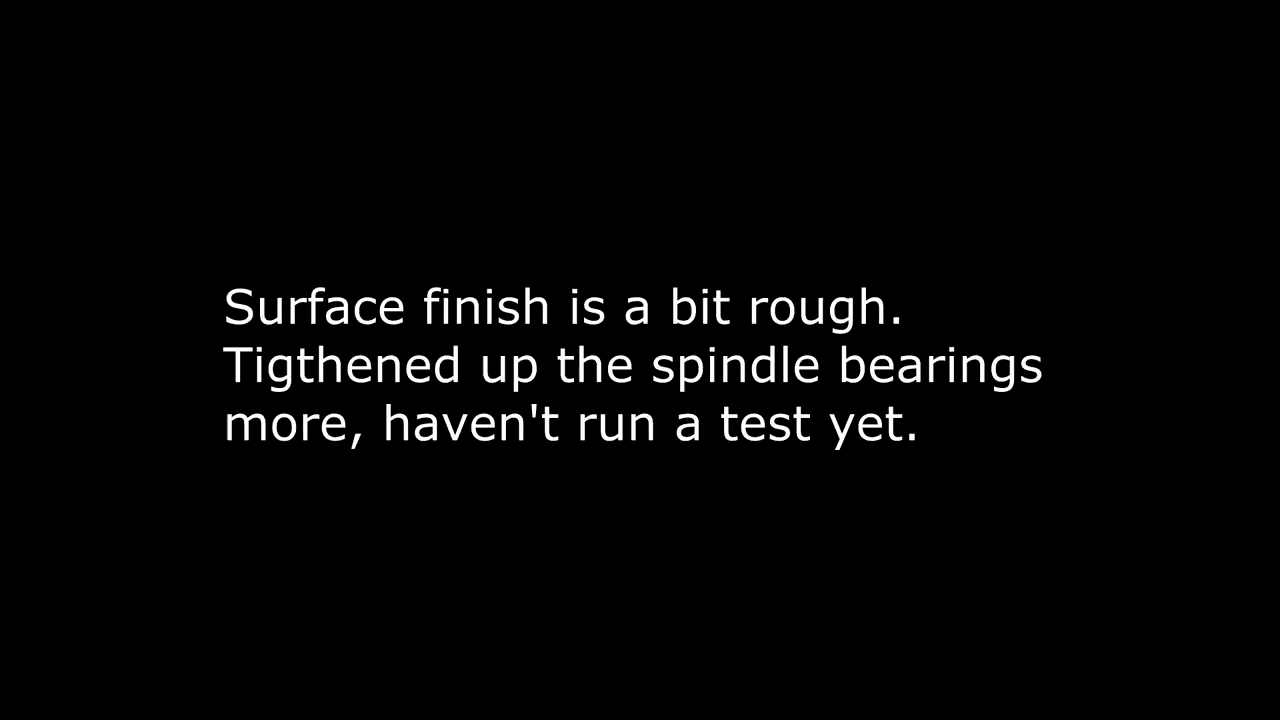 Surface finish is a bit rough.
Tigthened up the spindle bearings
more, haven't run a test yet.